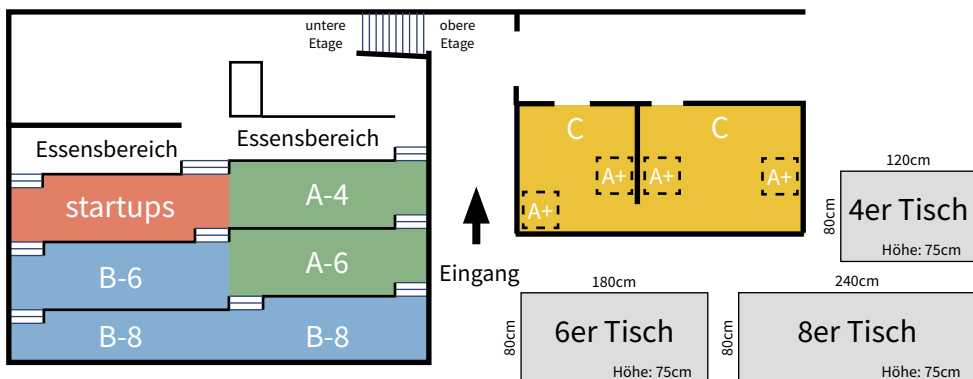 untere
Etage
obere
Etage
Essensbereich
Essensbereich
startups
A-4
B-6
A-6
B-8
B-8
Eingang
C
C
A+
A+
A+
A+
120cm
80cm
4er Tisch
Höhe: 75cm
180cm
80cm
6er Tisch
Höhe: 75cm
240cm
80cm
8er Tisch
Höhe: 75cm